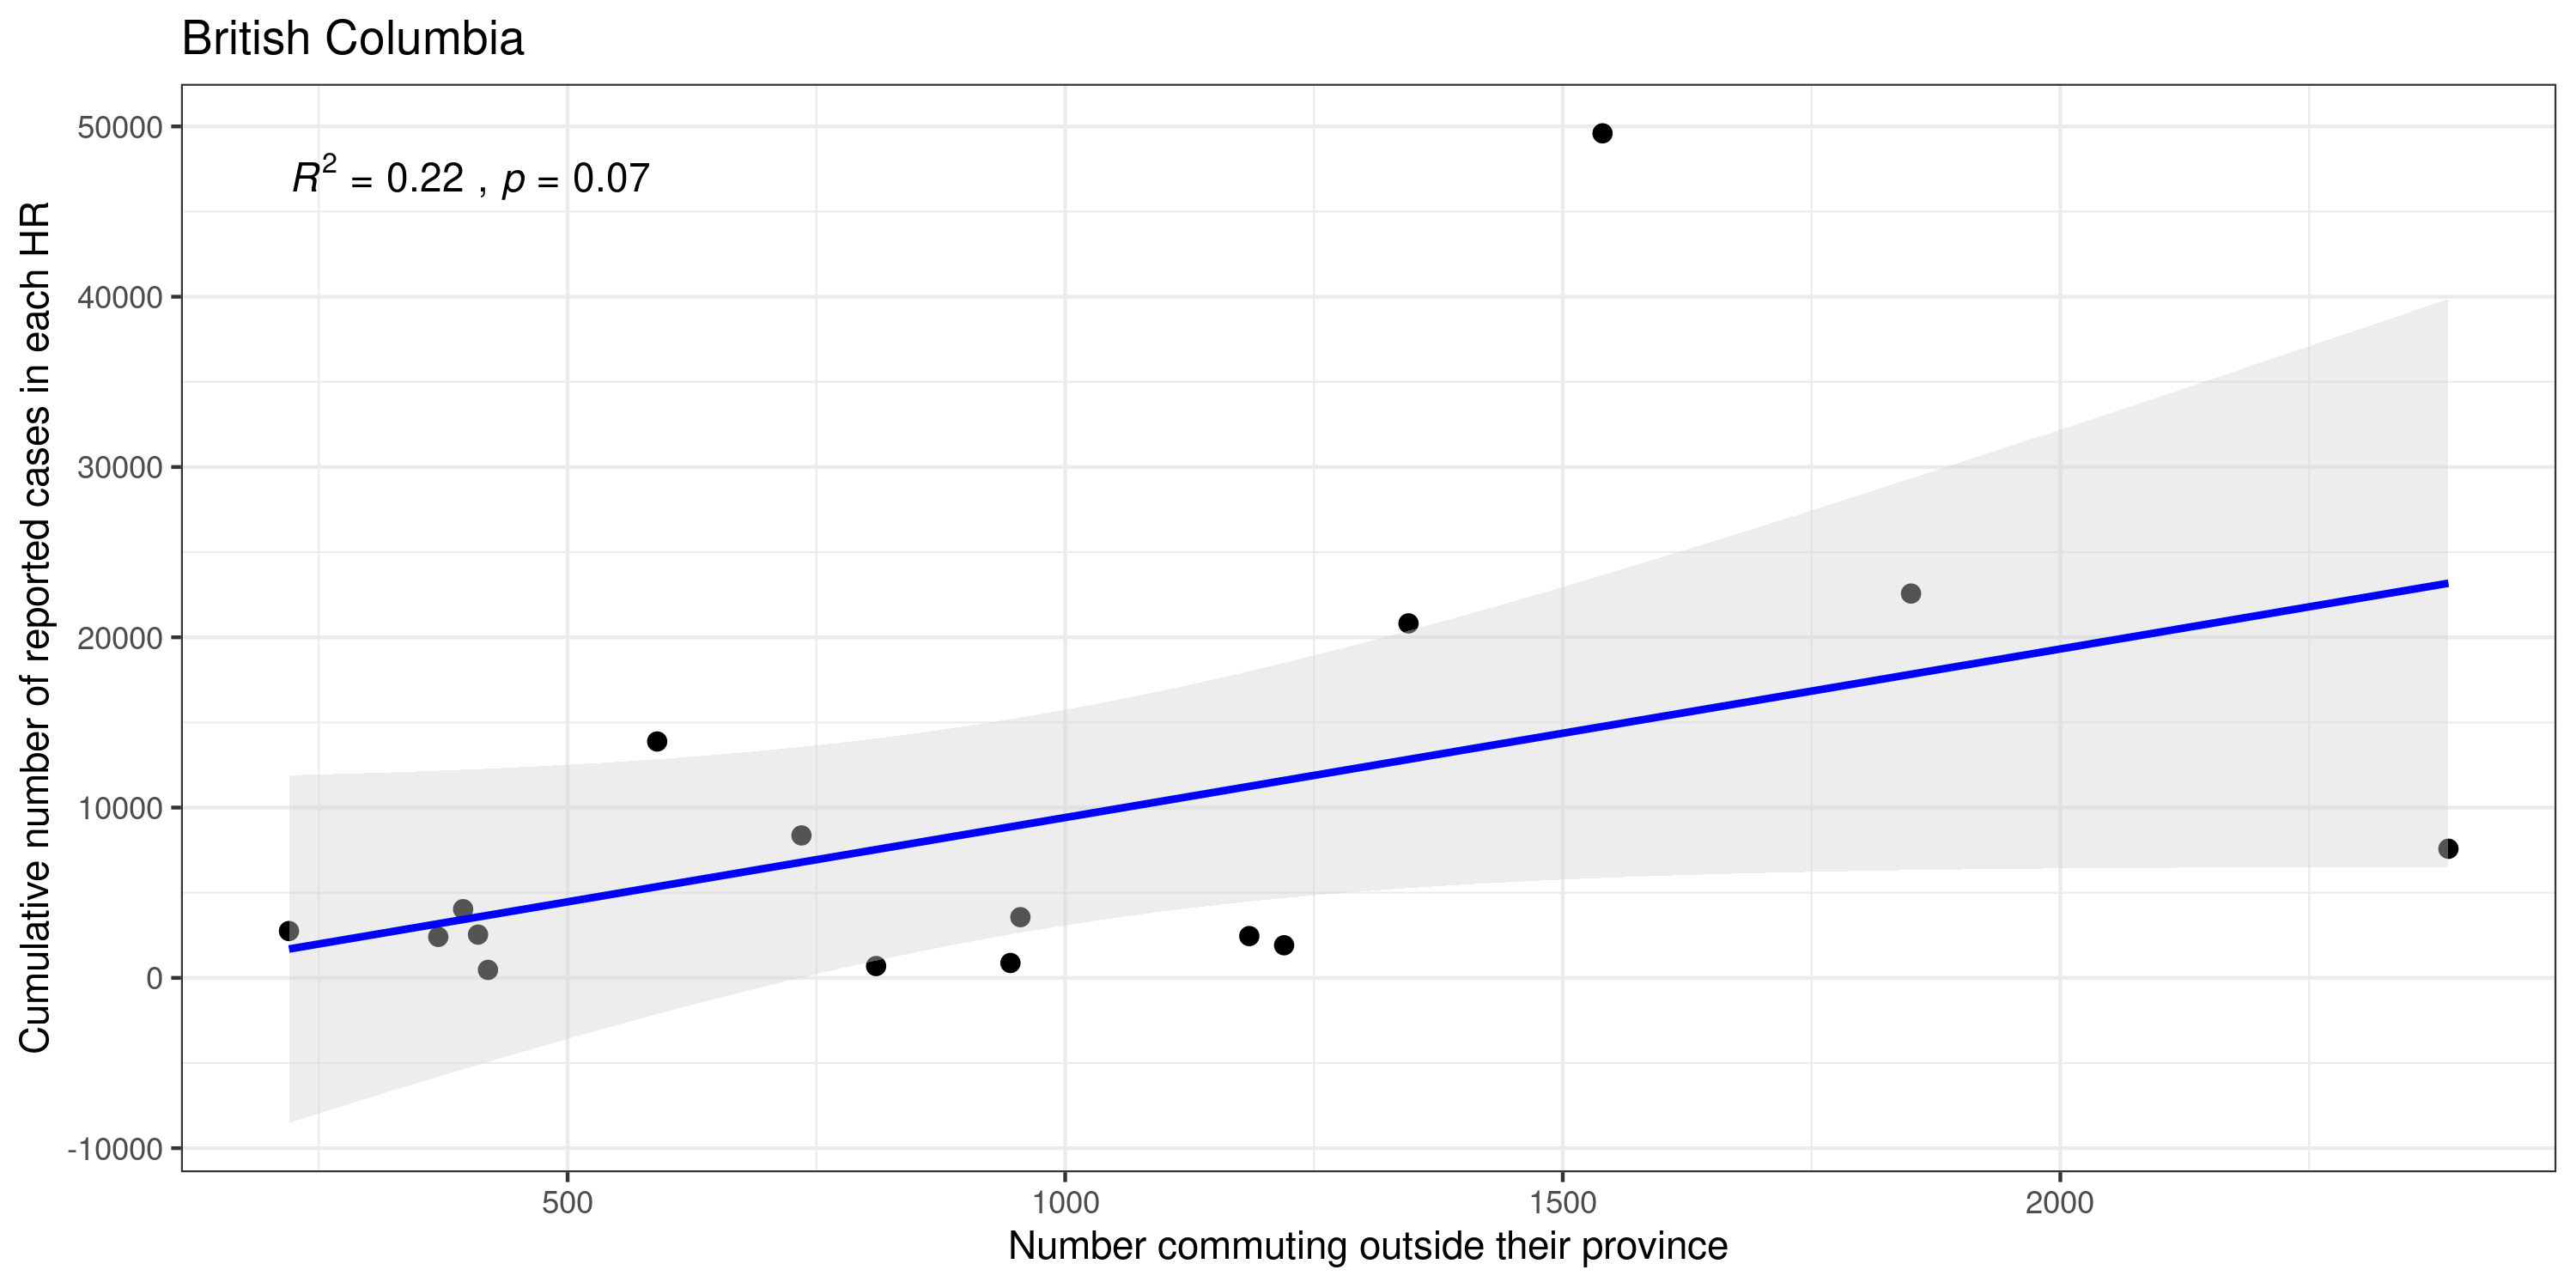 British Columbia
R² = 0.22 , p = 0.07
Cumulative number of reported cases in each HR
50000
40000
30000
20000
10000
0
-10000
500 1000 1500 2000
Number commuting outside their province